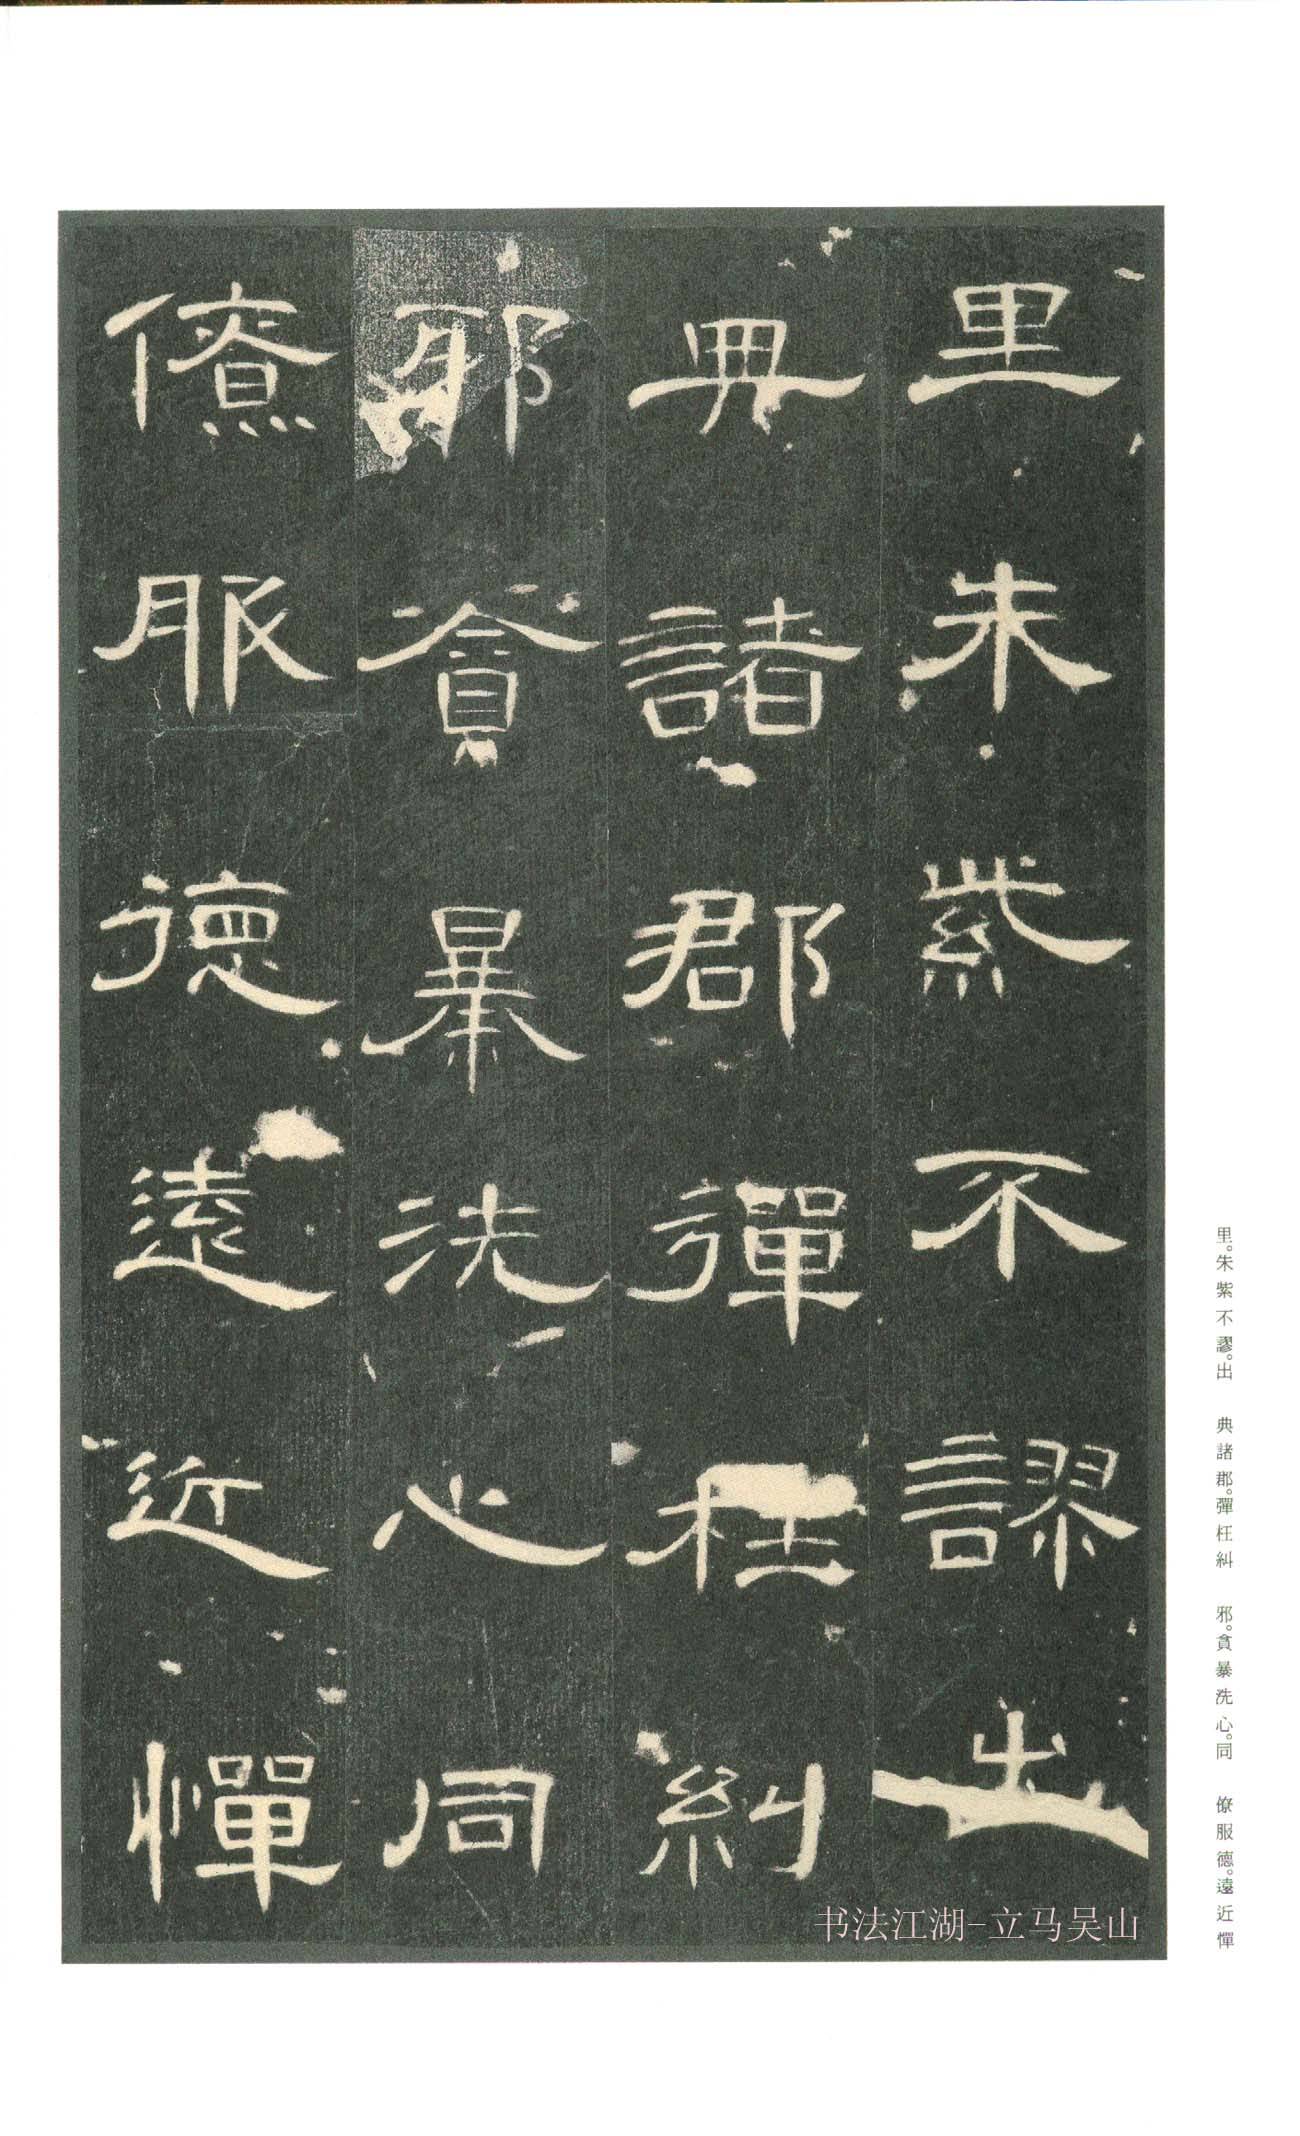 里朱紫不謬出
典諸郡彈枉糾
邪貪暴洗心同
僚服德遠近憚
里。朱紫不謬。出　典諸郡。彈枉糾　邪。貪暴洗心。同　僚服德。遠近憚
书法江湖-立马吴山